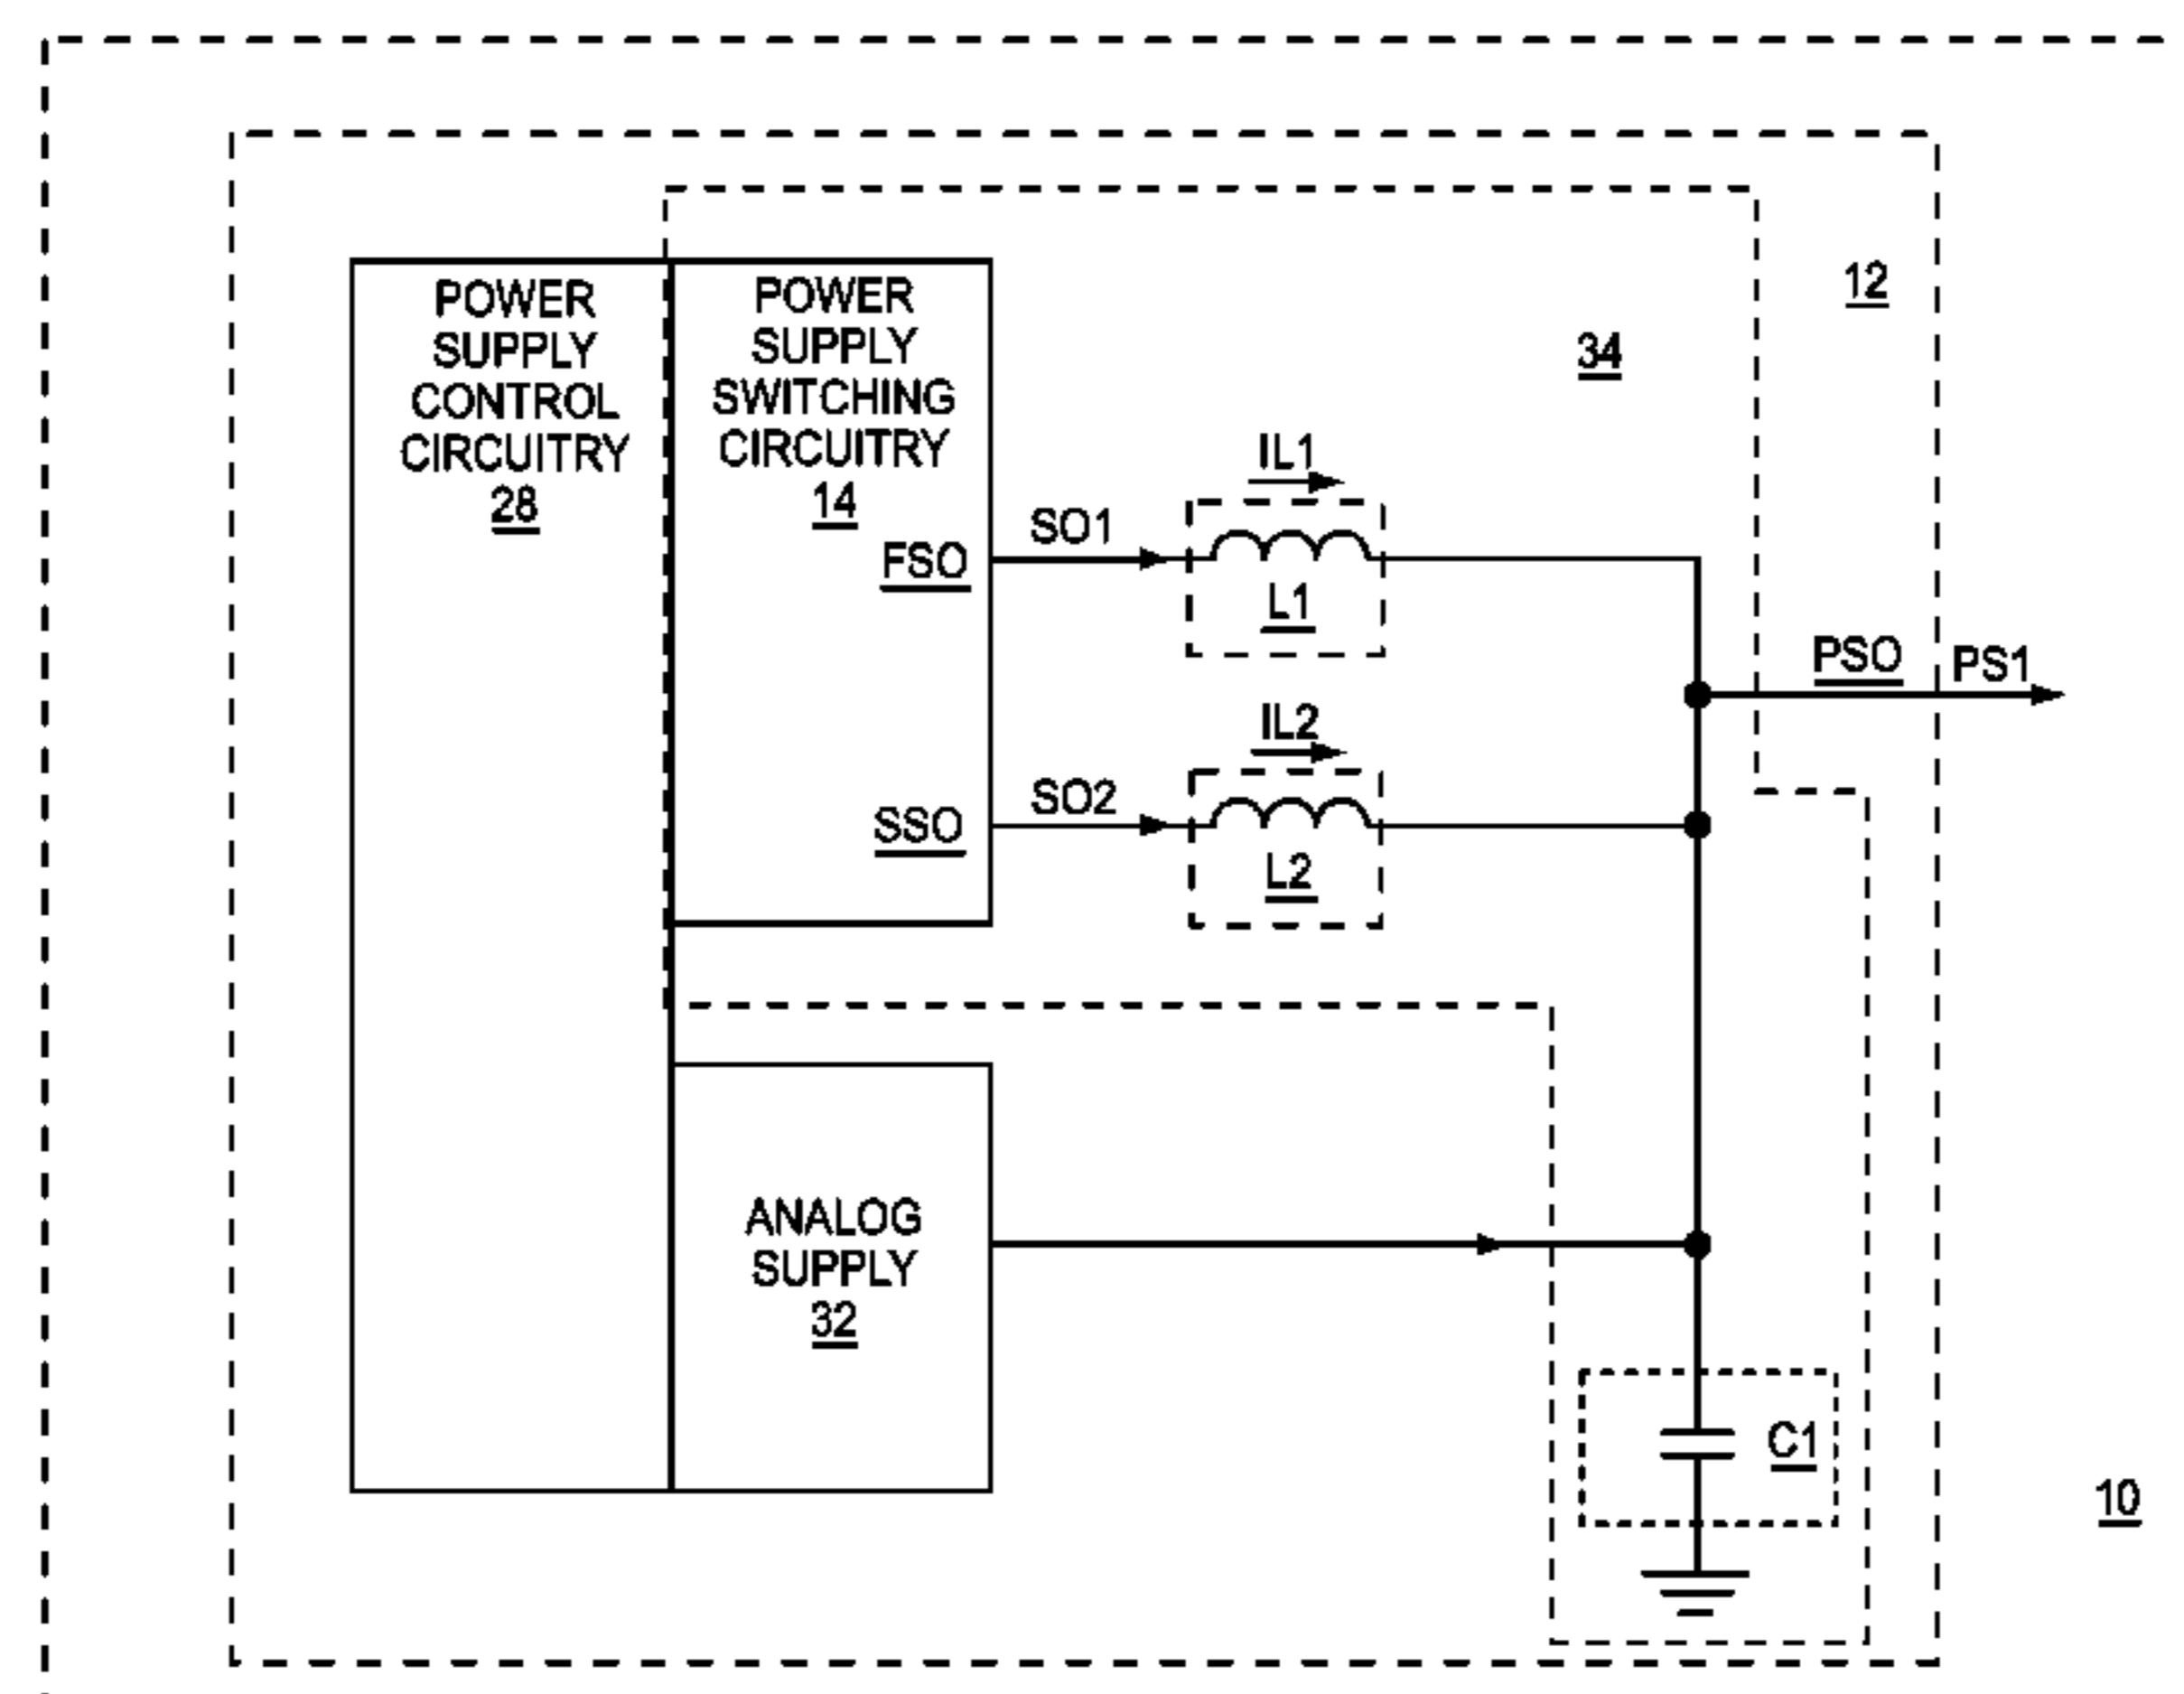 POWER
SUPPLY
CONTROL
CIRCUITRY
28
POWER
SUPPLY
SWITCHING
CIRCUITRY
14
FSO
SSO
SO1
IL1
L1
SO2
IL2
L2
34
12
PSO
PS1
ANALOG
SUPPLY
32
C1
10